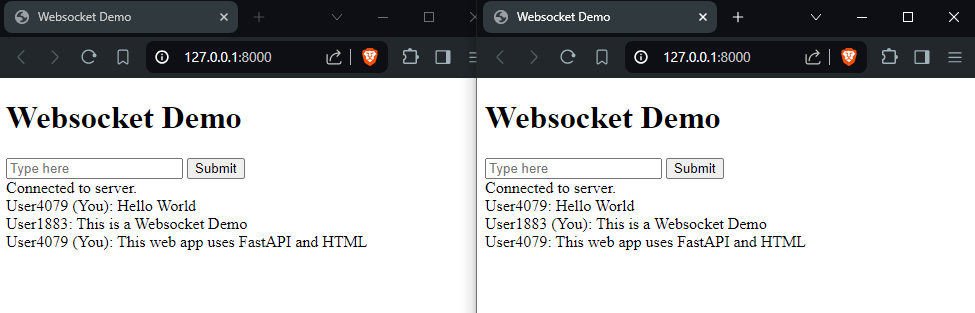 Websocket Demo
127.0.0.1:8000
Websocket Demo
Type here
Submit
Connected to server.
User4079 (You): Hello World
User1883: This is a Websocket Demo
User4079 (You): This web app uses FastAPI and HTML
Websocket Demo
127.0.0.1:8000
Websocket Demo
Type here
Submit
Connected to server.
User4079: Hello World
User1883 (You): This is a Websocket Demo
User4079: This web app uses FastAPI and HTML